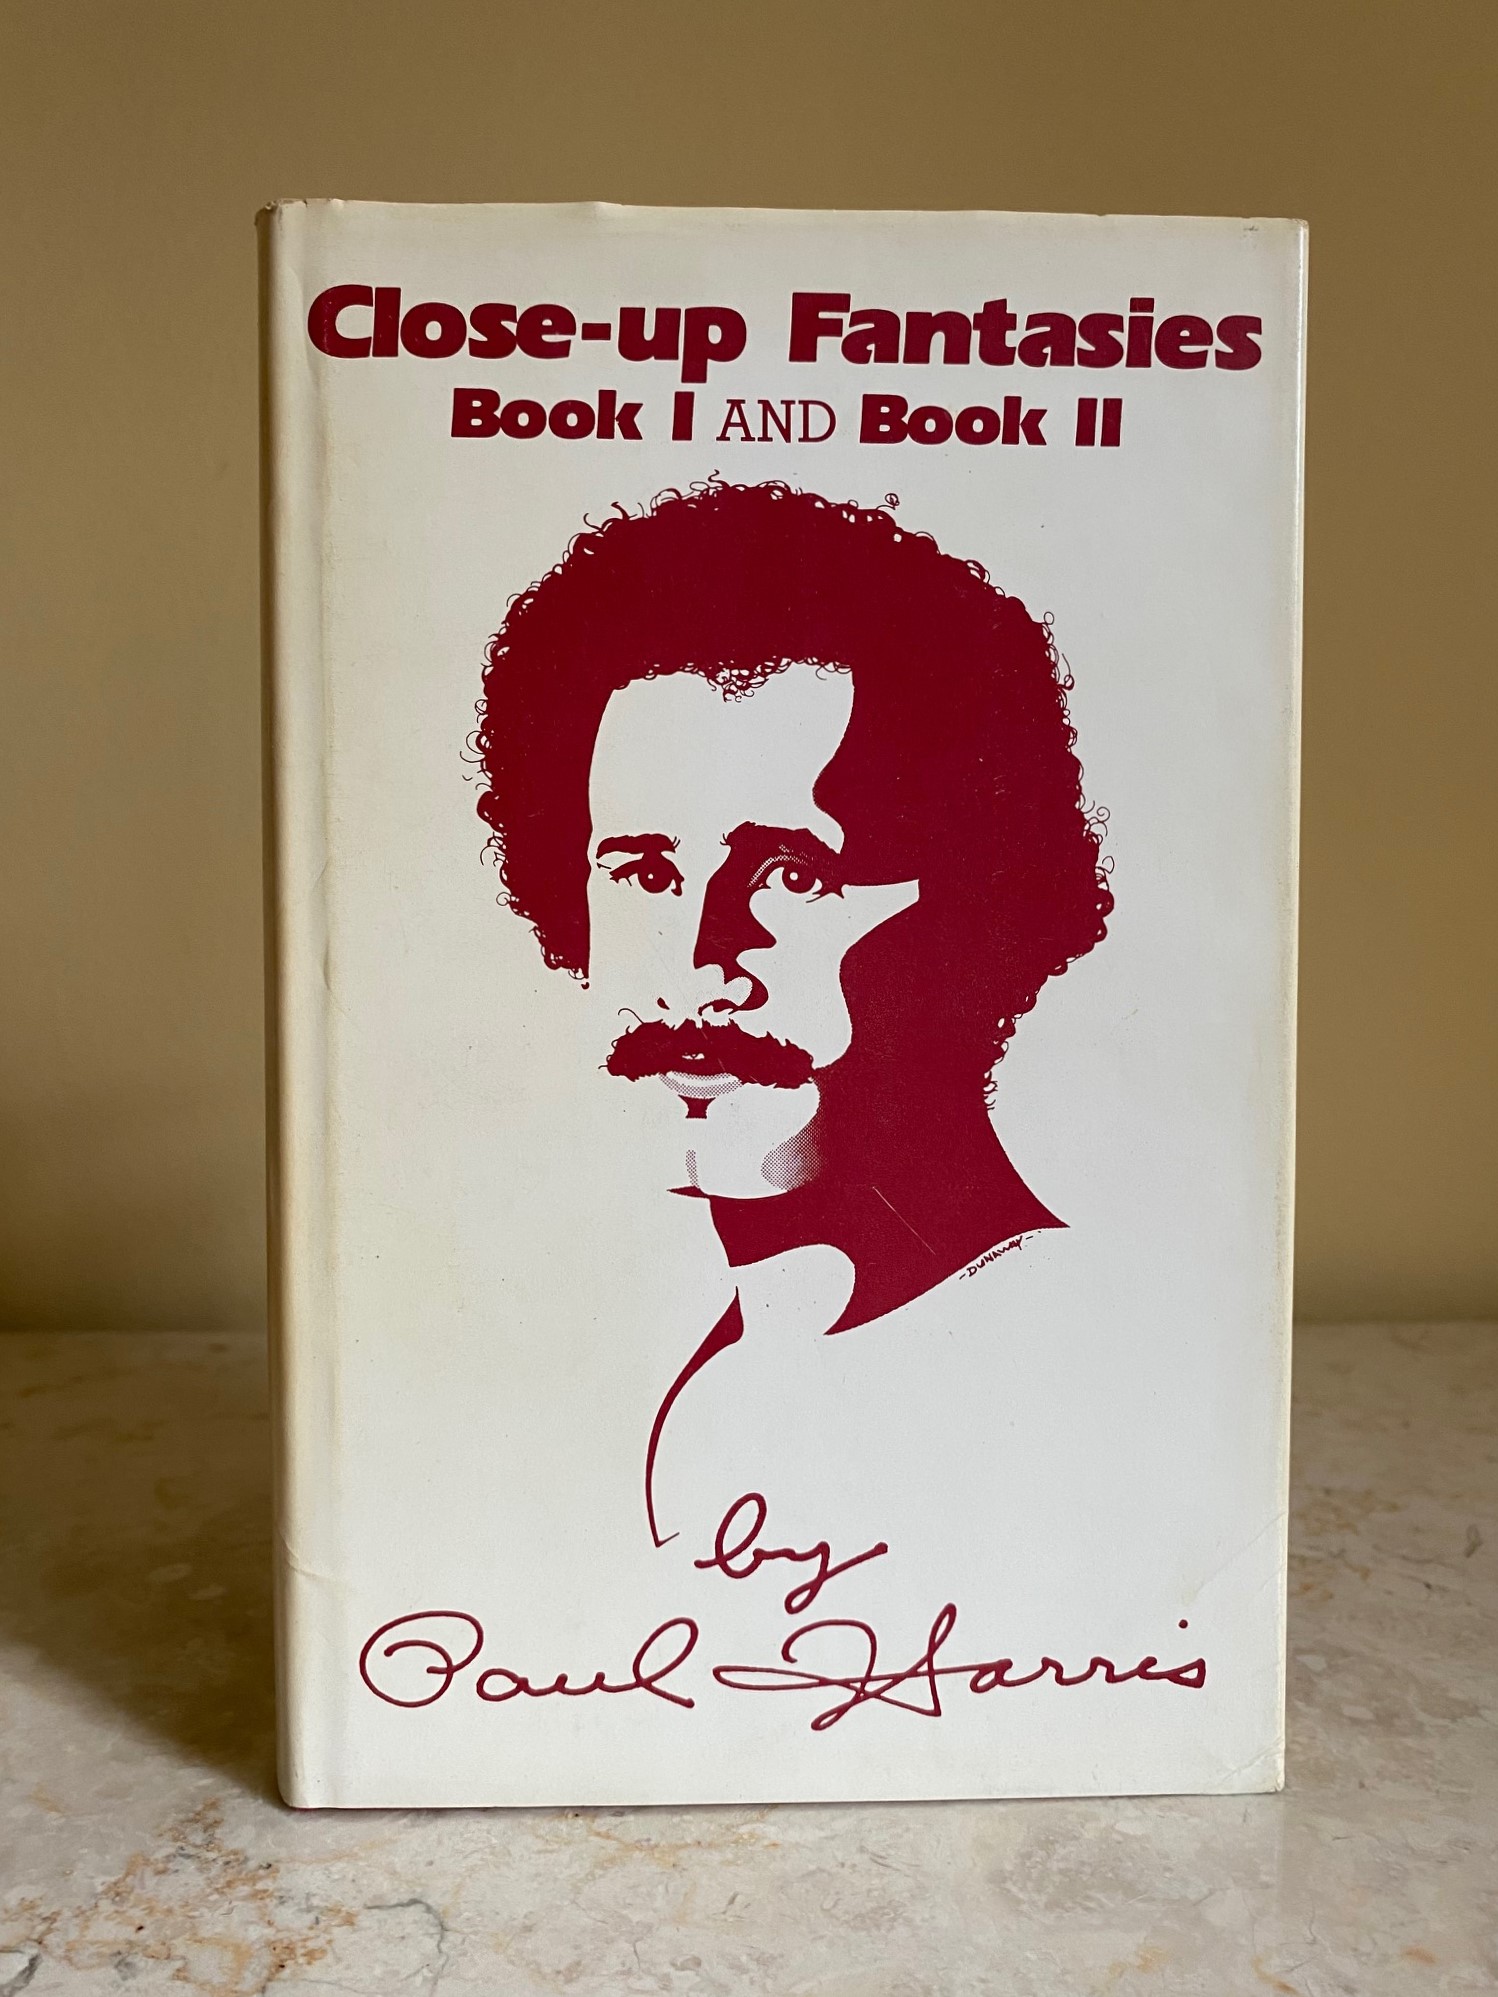 Close-up Fantasies
Book I AND Book II
-DUNAWAY-
by
Paul Harris